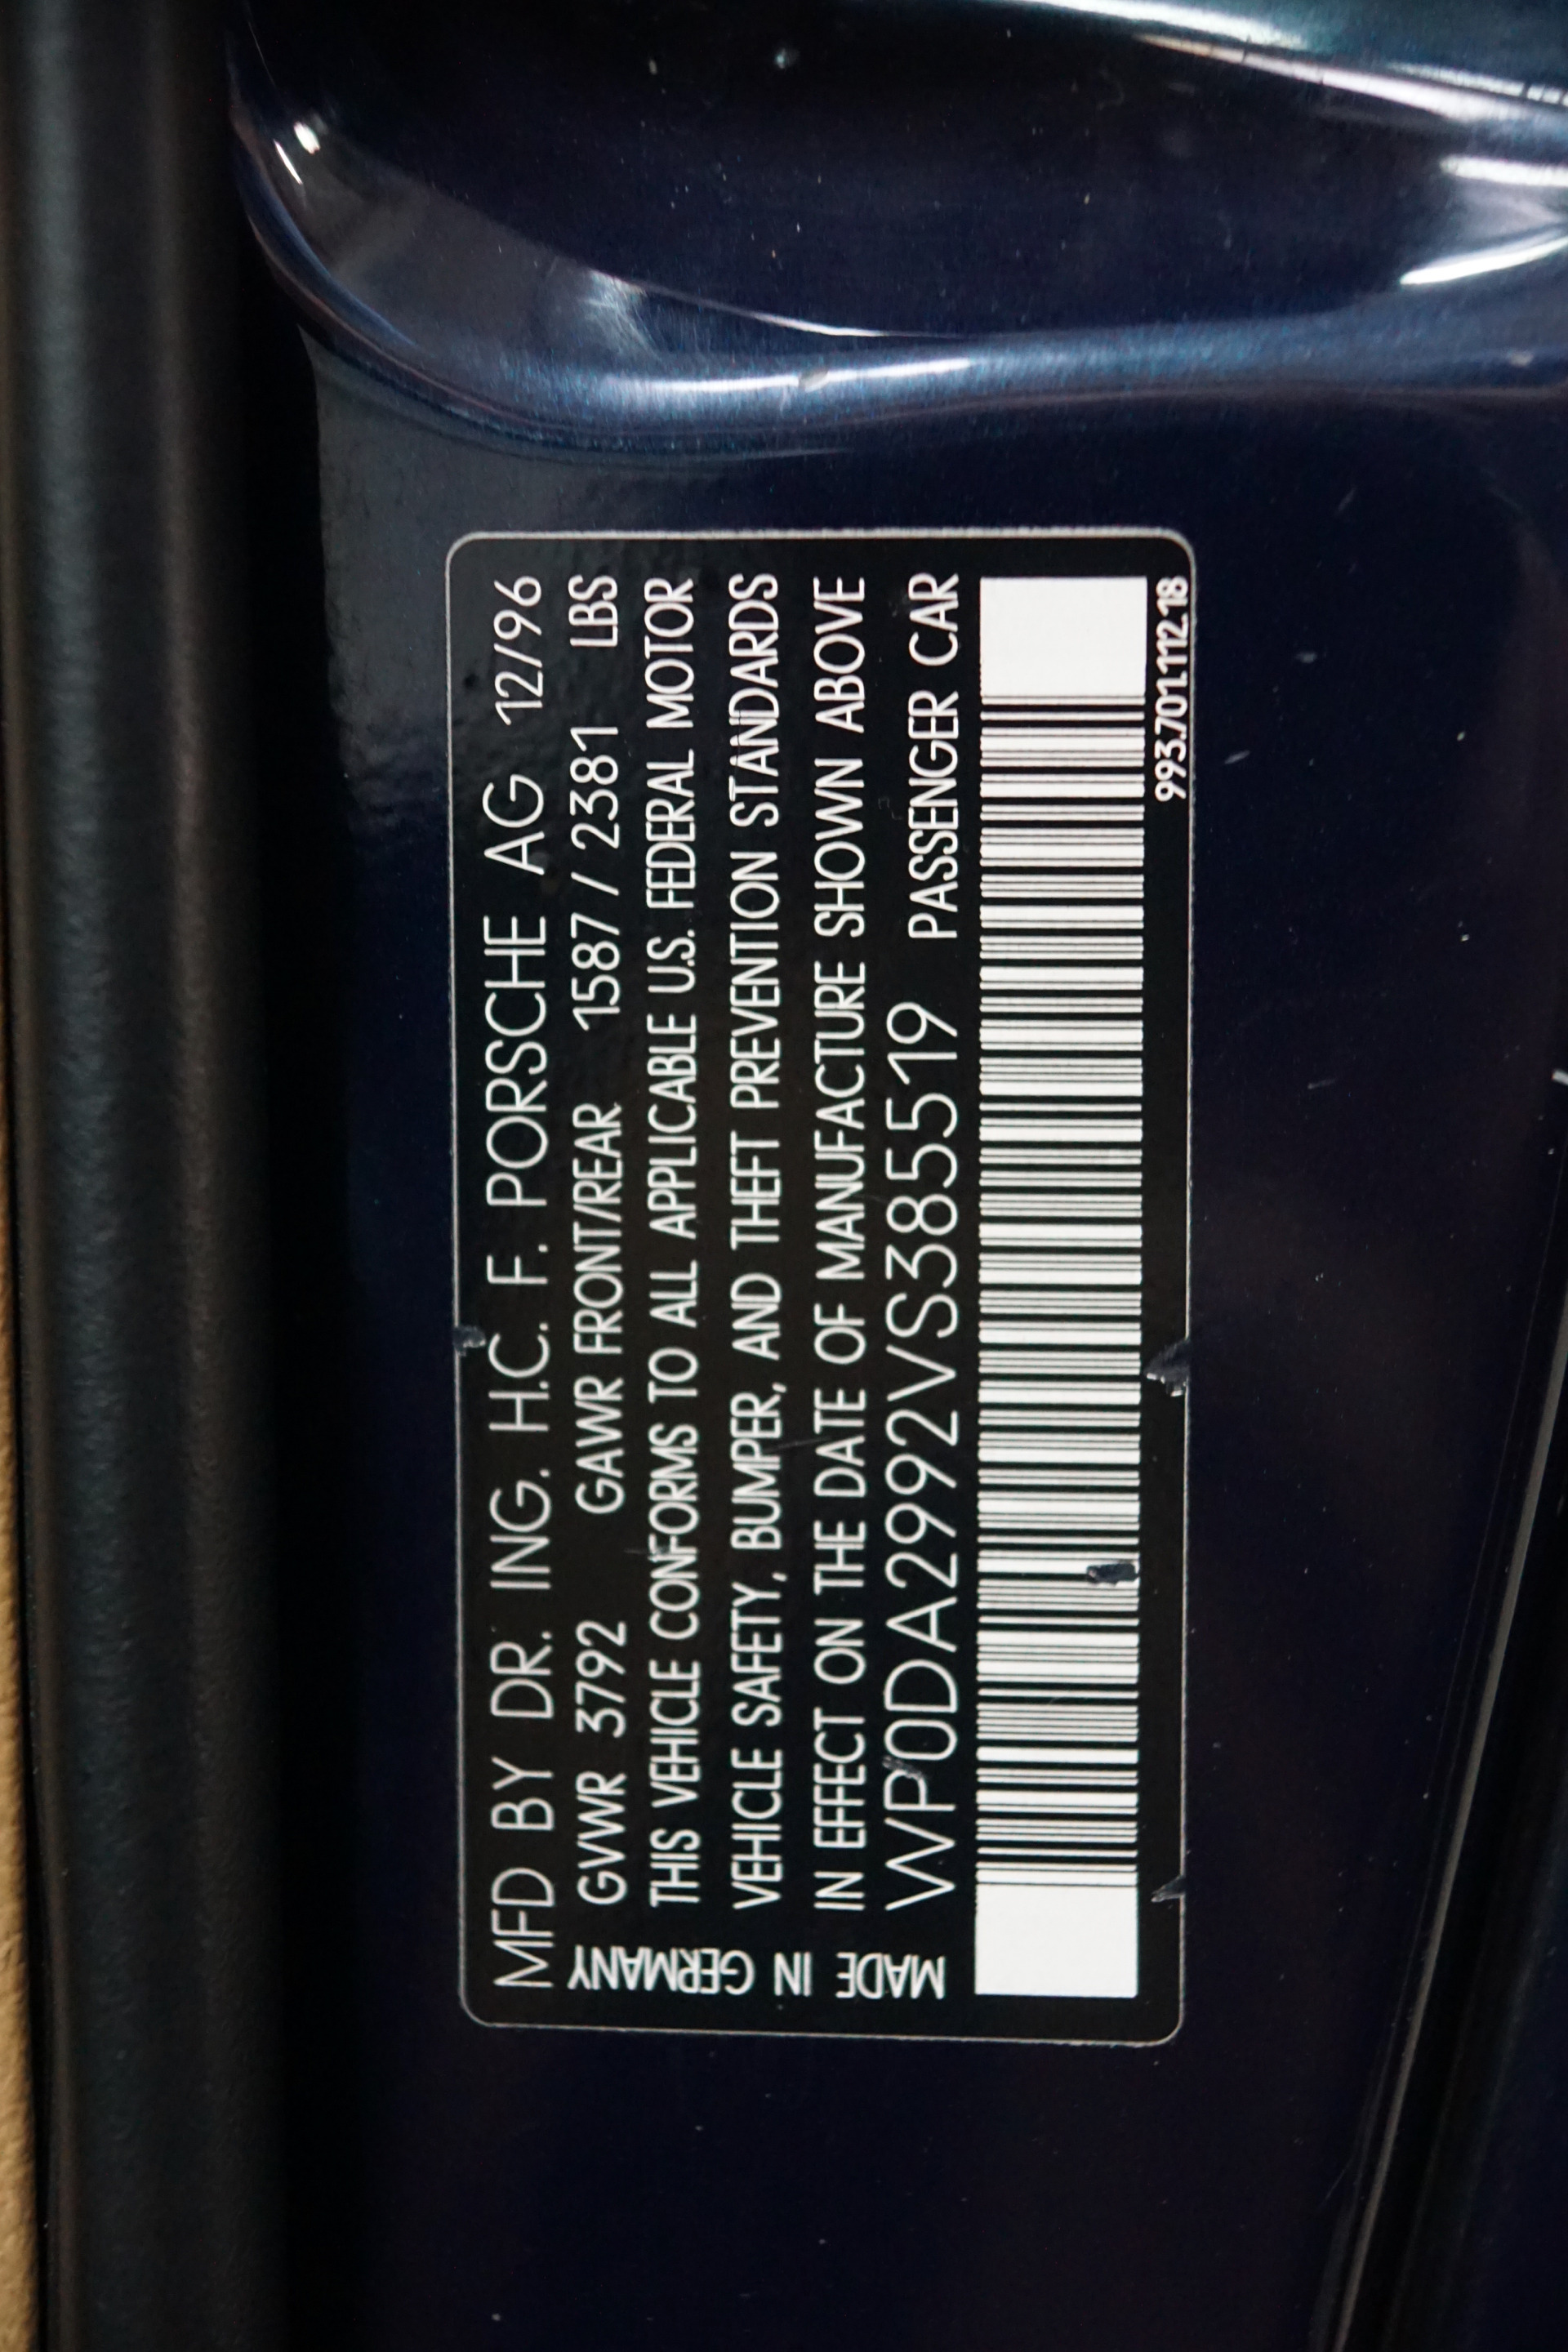 MFD BY DR. ING. H.C. F. PORSCHE AG 12/96
GVWR 3792 GAWR FRONT/REAR 1587 / 2381 LBS
THIS VEHICLE CONFORMS TO ALL APPLICABLE U.S. FEDERAL MOTOR
VEHICLE SAFETY, BUMPER, AND THEFT PREVENTION STANDARDS
IN EFFECT ON THE DATE OF MANUFACTURE SHOWN ABOVE
WP0DA2992VS385519 PASSENGER CAR
MADE IN GERMANY
993.701.112.18